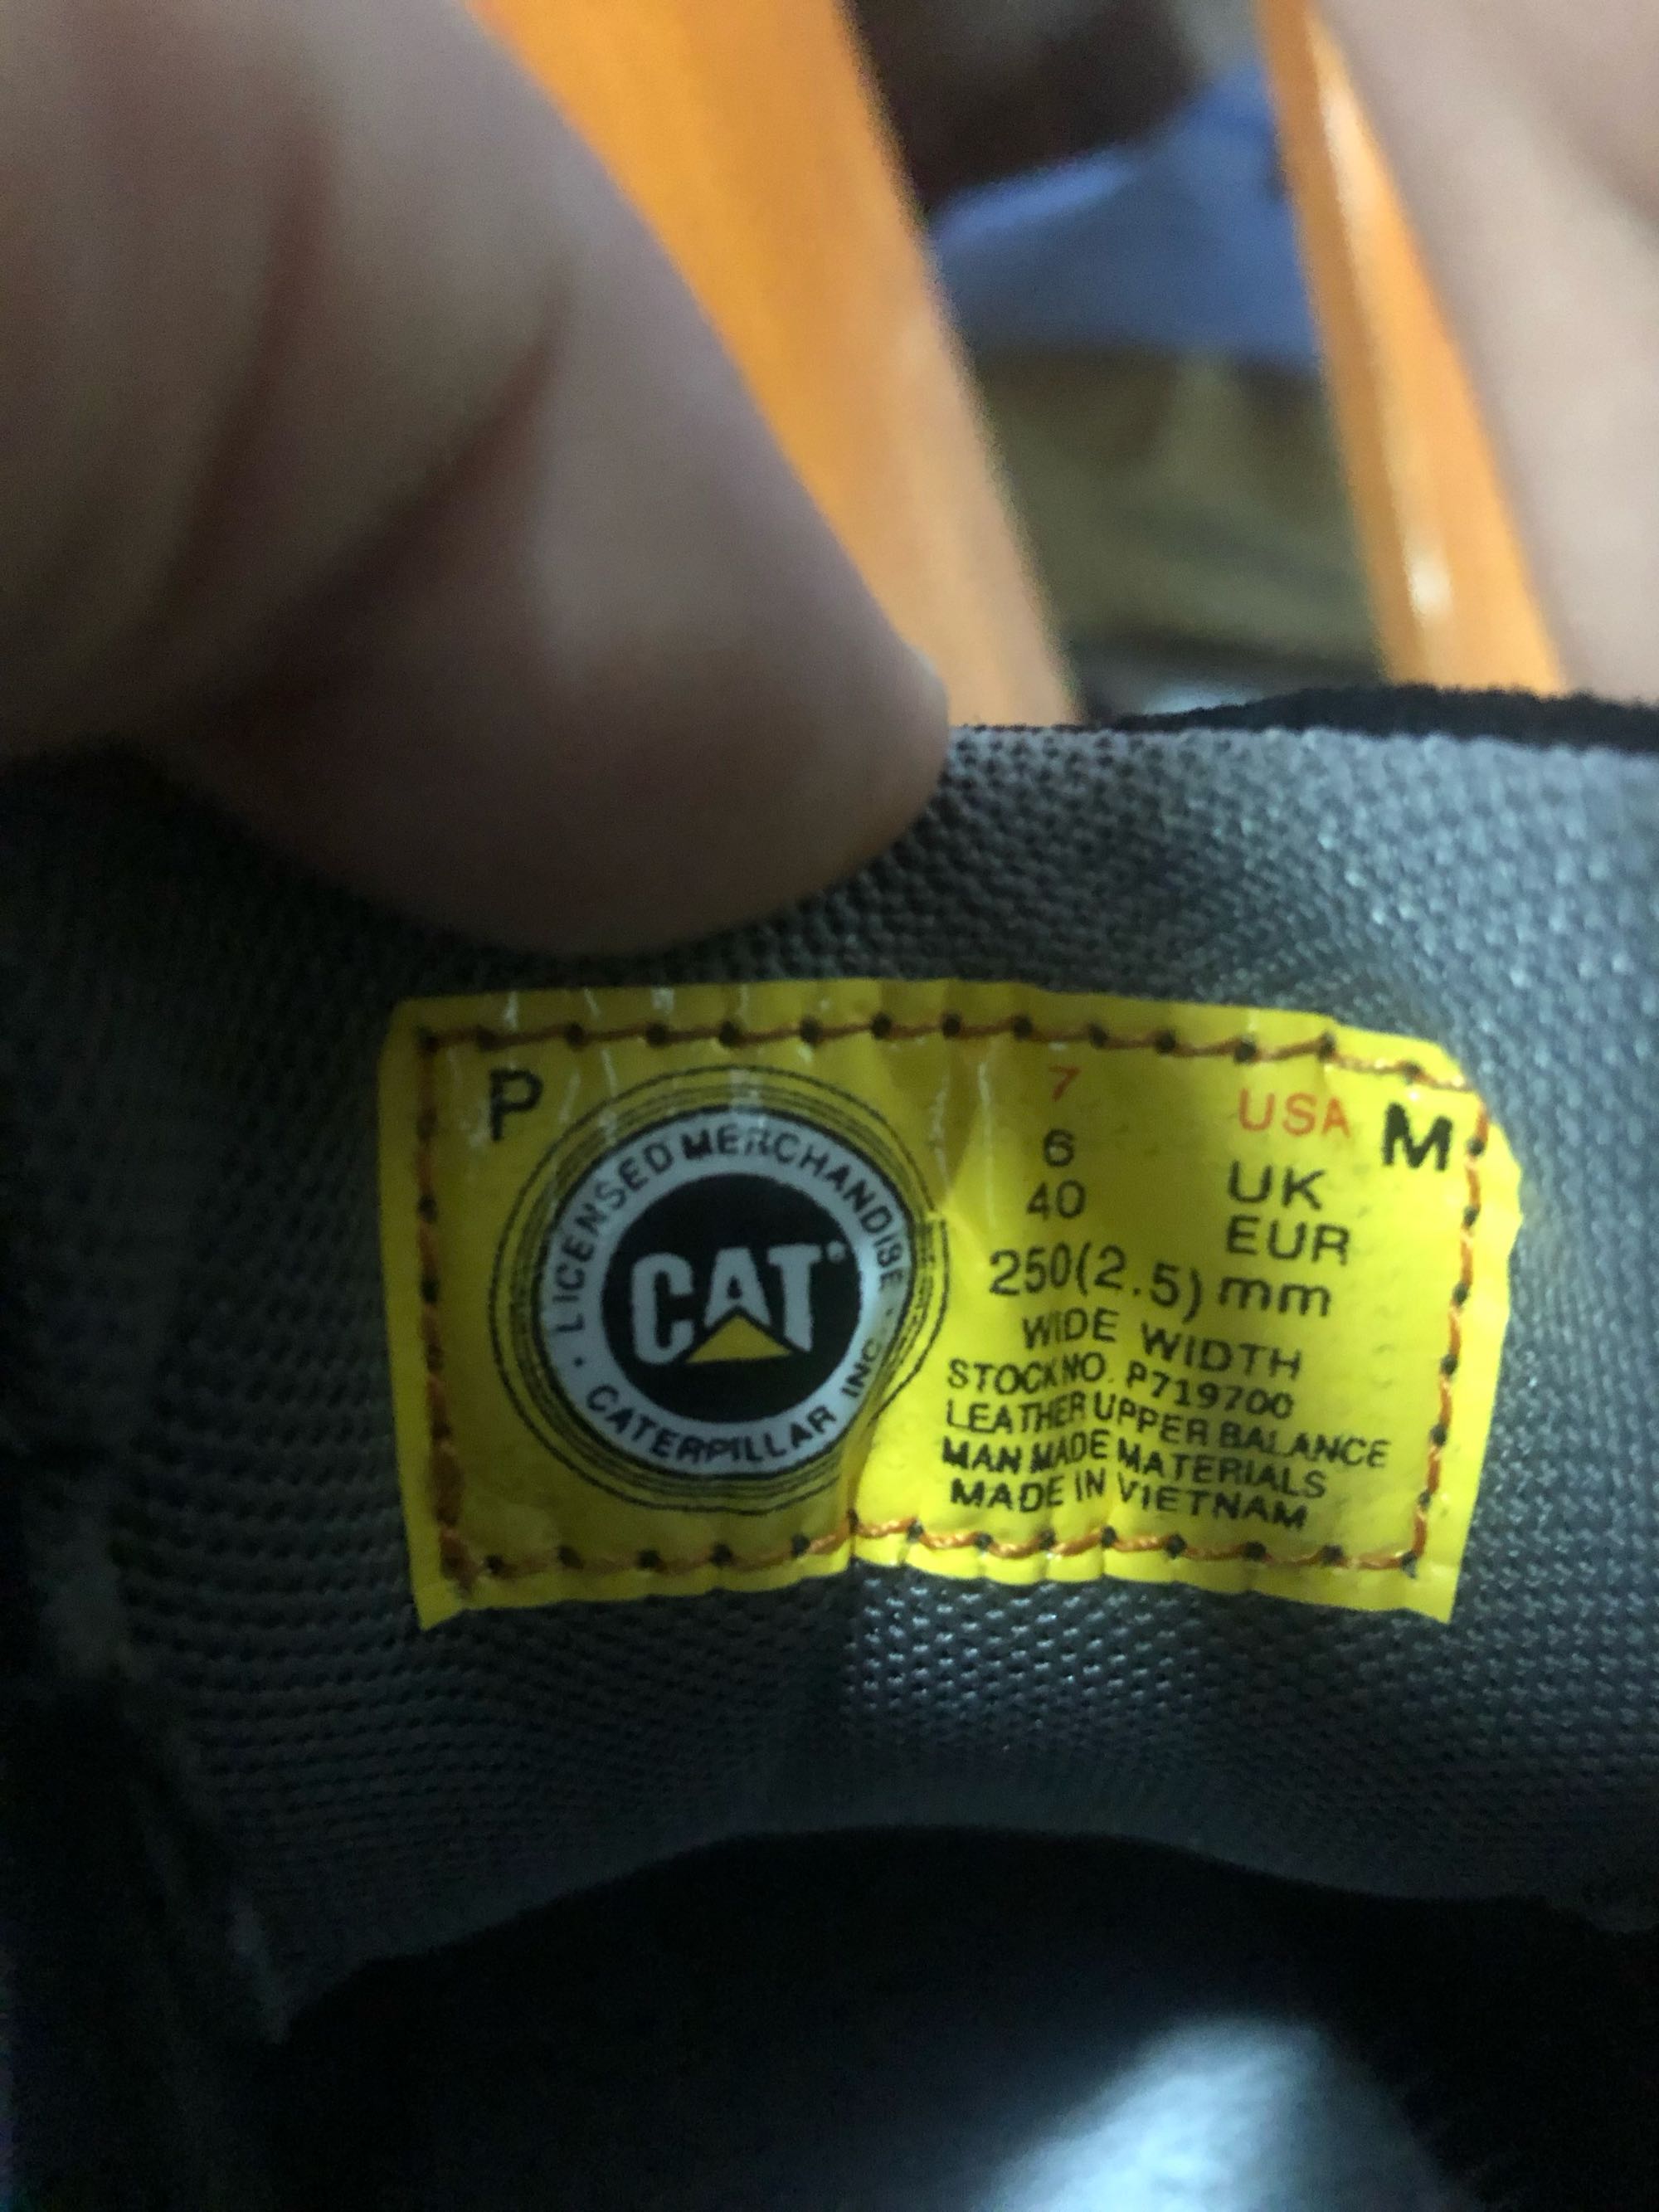 P
LICENSED MERCHANDISE
CAT®
CATERPILLAR INC.
7 USA M
6 UK
40 EUR
250(2.5) mm
WIDE WIDTH
STOCK NO. P719700
LEATHER UPPER BALANCE
MAN MADE MATERIALS
MADE IN VIETNAM